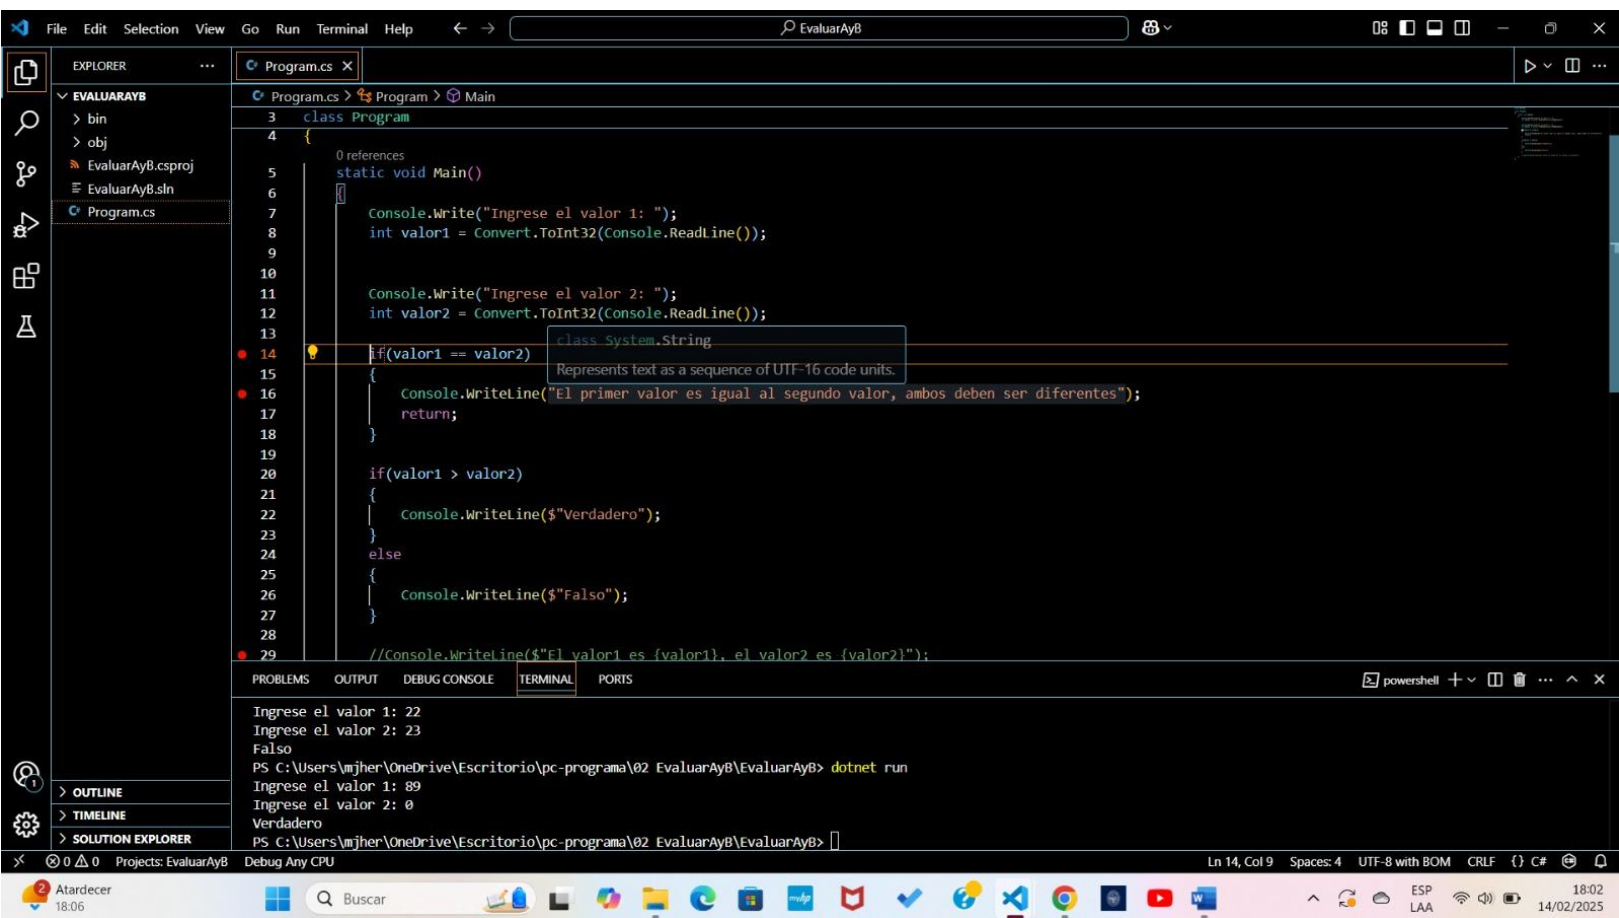 File Edit Selection View Go Run Terminal Help
EvaluarAyB
EXPLORER
Program.cs
EVALUARAYB
Program.cs > Program > Main
bin
3 class Program
4 {
obj
0 references
EvaluarAyB.csproj
5 static void Main()
EvaluarAyB.sln
6 {
Program.cs
7 Console.Write("Ingrese el valor 1: ");
8 int valor1 = Convert.ToInt32(Console.ReadLine());
9
10
11 Console.Write("Ingrese el valor 2: ");
12 int valor2 = Convert.ToInt32(Console.ReadLine());
13
class System.String
14 if(valor1 == valor2)
Represents text as a sequence of UTF-16 code units.
15 {
16 Console.WriteLine("El primer valor es igual al segundo valor, ambos deben ser diferentes");
17 return;
18 }
19
20 if(valor1 > valor2)
21 {
22 Console.WriteLine($"Verdadero");
23 }
24 else
25 {
26 Console.WriteLine($"Falso");
27 }
28
29 //Console.WriteLine($"El valor1 es {valor1}, el valor2 es {valor2}");
PROBLEMS OUTPUT DEBUG CONSOLE TERMINAL PORTS
powershell
Ingrese el valor 1: 22
Ingrese el valor 2: 23
Falso
PS C:\Users\mjher\OneDrive\Escritorio\pc-programa\02 EvaluarAyB\EvaluarAyB> dotnet run
Ingrese el valor 1: 89
Ingrese el valor 2: 0
Verdadero
PS C:\Users\mjher\OneDrive\Escritorio\pc-programa\02 EvaluarAyB\EvaluarAyB>
1
OUTLINE
TIMELINE
SOLUTION EXPLORER
0 0 Projects: EvaluarAyB Debug Any CPU
Ln 14, Col 9 Spaces: 4 UTF-8 with BOM CRLF {} C#
2
Atardecer
18:06
Buscar
mydp
ESP
LAA
18:02
14/02/2025